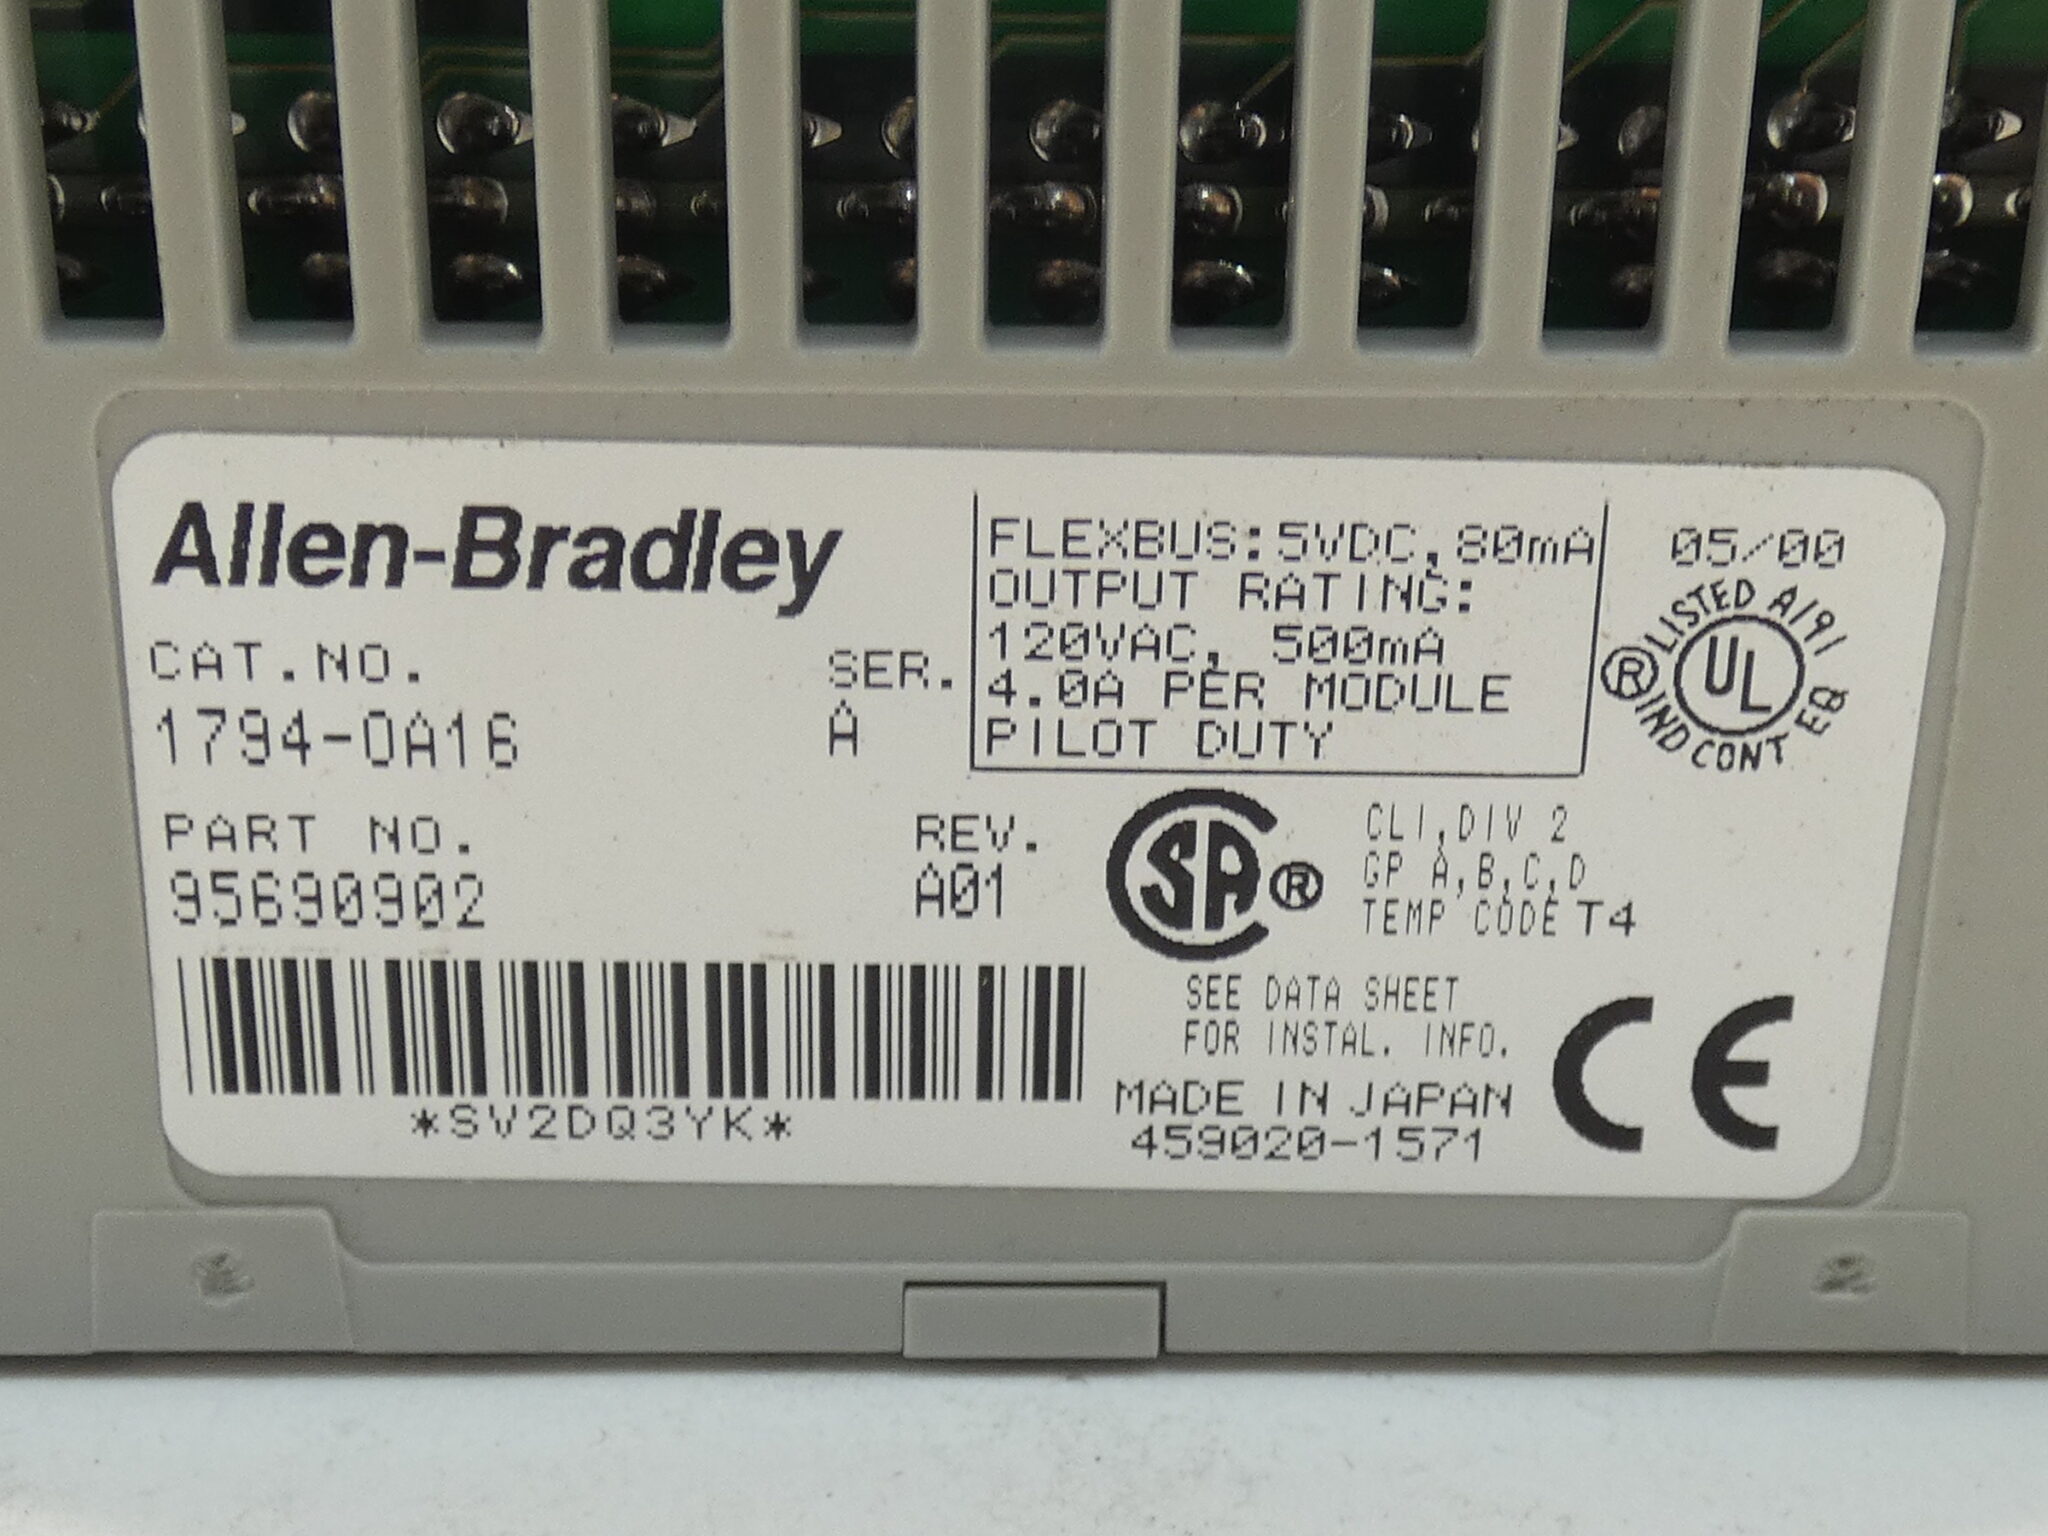 Allen-Bradley
CAT.NO.
SER.
1794-OA16
A
PART NO.
REV.
95690902
A01
*SV2DQ3YK*
FLEXBUS:5VDC,80mA
OUTPUT RATING:
120VAC, 500mA
4.0A PER MODULE
PILOT DUTY
05/00
LISTED A/9/
UL
®
IND CONT EQ
SA ®
CLI,DIV 2
GP A,B,C,D
TEMP CODE T4
SEE DATA SHEET
FOR INSTAL. INFO.
MADE IN JAPAN
459020-1571
CE